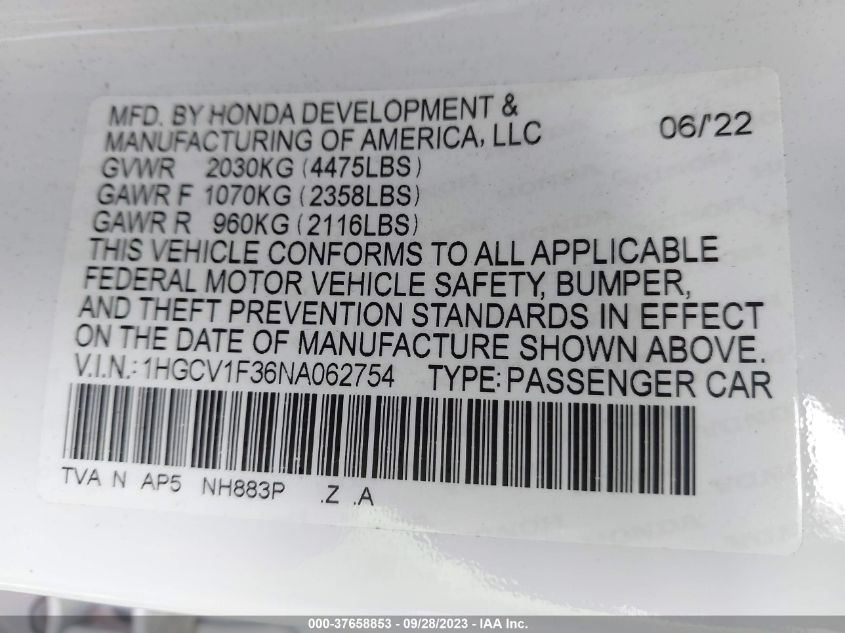 MFD. BY HONDA DEVELOPMENT &
MANUFACTURING OF AMERICA, LLC 06/'22
GVWR 2030KG (4475LBS)
GAWR F 1070KG (2358LBS)
GAWR R 960KG (2116LBS)
THIS VEHICLE CONFORMS TO ALL APPLICABLE
FEDERAL MOTOR VEHICLE SAFETY, BUMPER,
AND THEFT PREVENTION STANDARDS IN EFFECT
ON THE DATE OF MANUFACTURE SHOWN ABOVE.
V.I.N.: 1HGCV1F36NA062754 TYPE: PASSENGER CAR
TVA N AP5 NH883P .Z .A
000-37658853 / 09/28/2023 - IAA Inc.